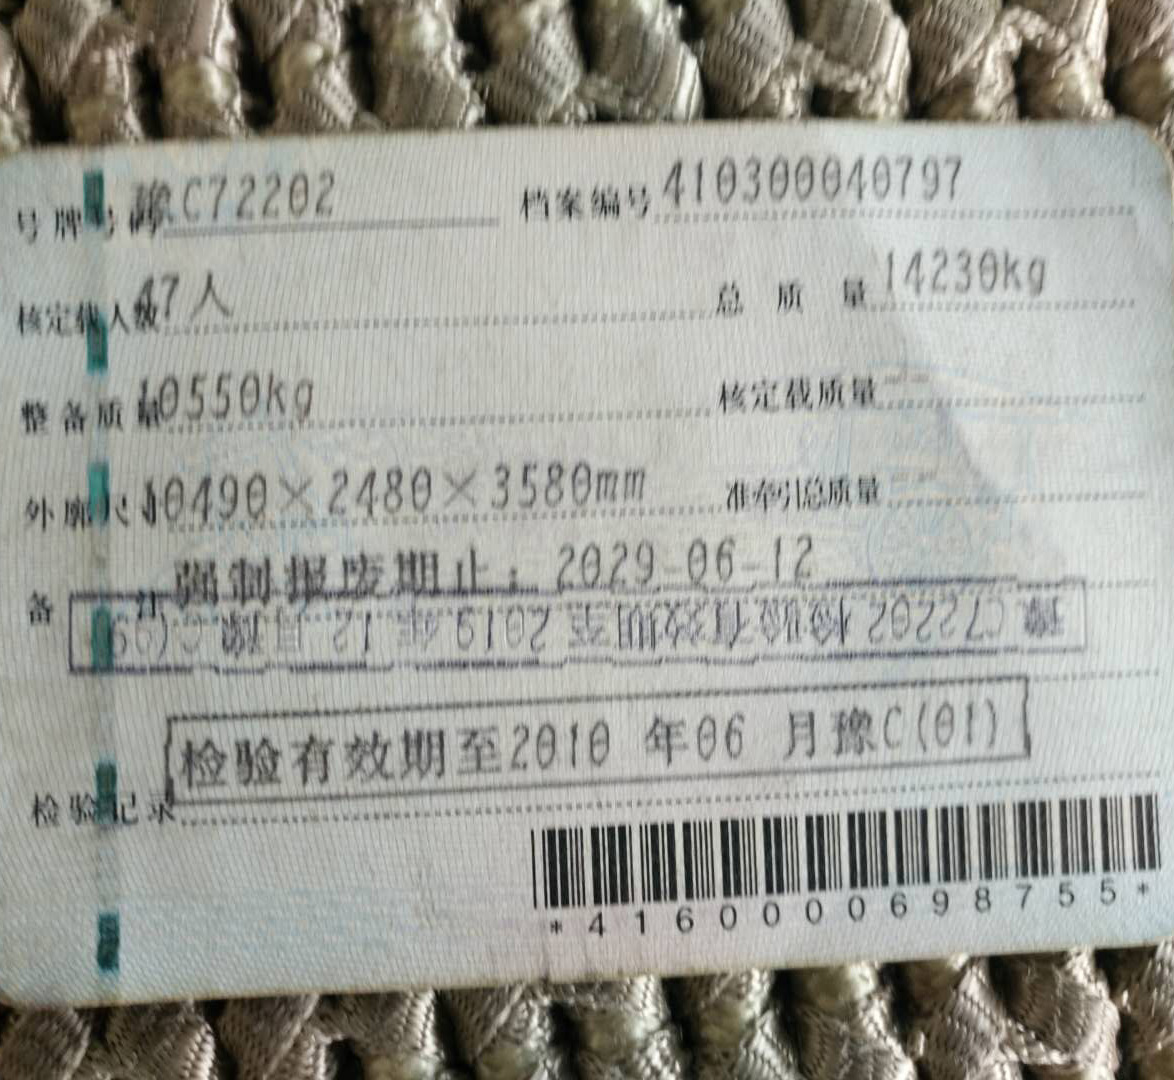 号牌号码 豫C72202 档案编号 410300040797
核定载人数 47人 总质量 14230kg
整备质量 10550kg 核定载质量 --
外廓尺寸 10490×2480×3580mm 准牵引总质量 --
备注 强制报废期止：2029-06-12
豫C72202检验有效期至2019年12月豫C(99)
检验有效期至2010年06月豫C(01)
检验记录
*4160000698755*